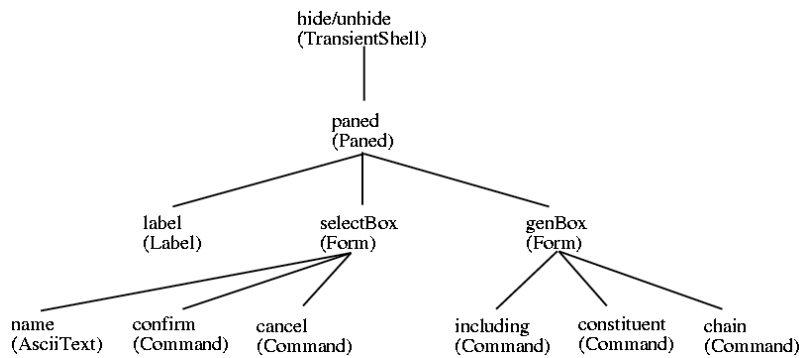 hide/unhide
(TransientShell)
paned
(Paned)
label
(Label)
selectBox
(Form)
genBox
(Form)
name
(AsciiText)
confirm
(Command)
cancel
(Command)
including
(Command)
constituent
(Command)
chain
(Command)